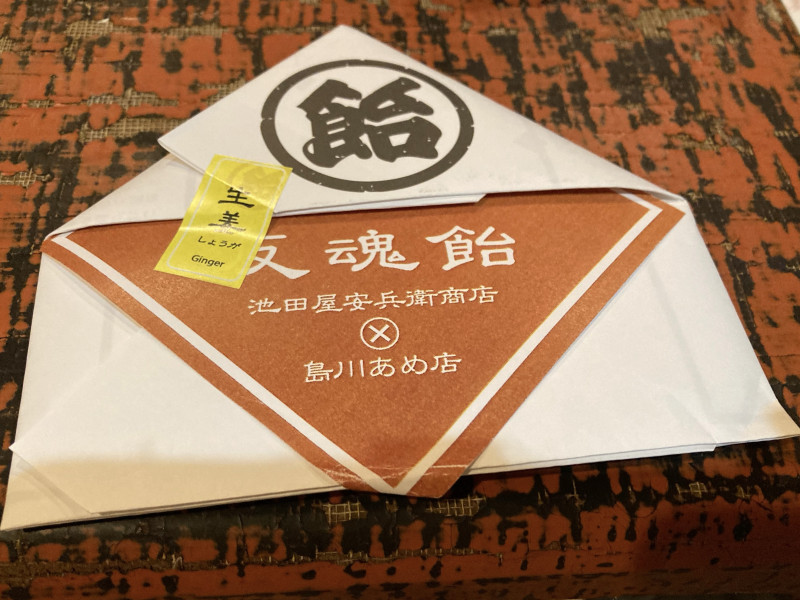 飴
生姜
しょうが
Ginger
反魂飴
池田屋安兵衛商店
×
島川あめ店